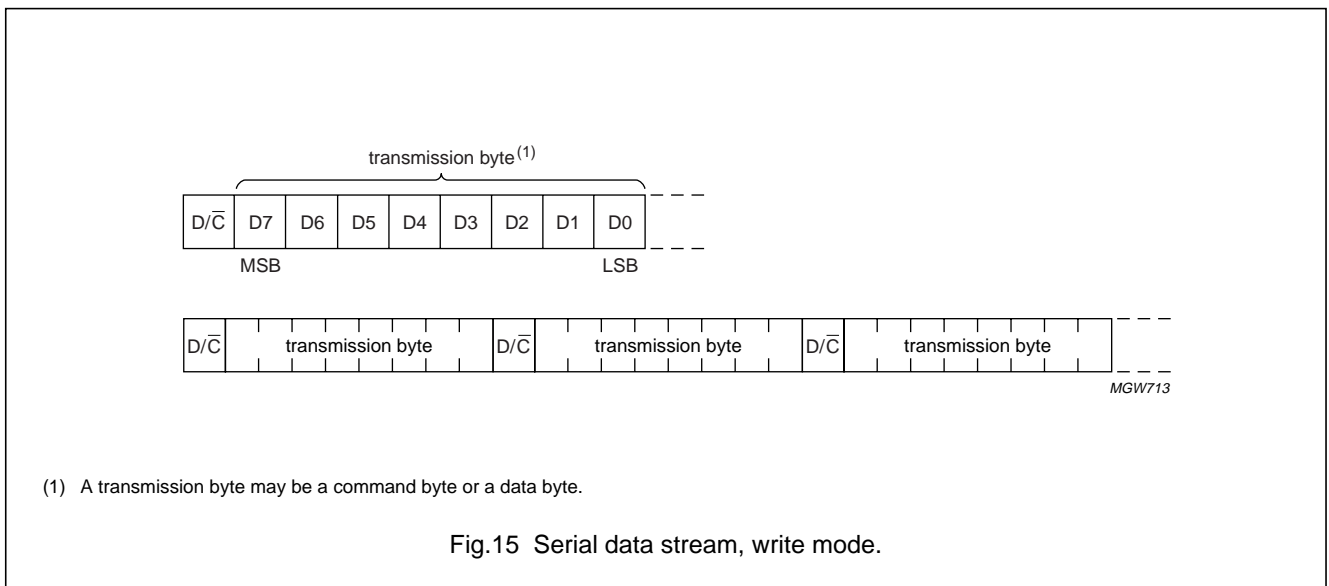 transmission byte(1)
D/C̅ D7 D6 D5 D4 D3 D2 D1 D0
MSB LSB
D/C̅ transmission byte D/C̅ transmission byte D/C̅ transmission byte
MGW713
(1) A transmission byte may be a command byte or a data byte.
Fig.15 Serial data stream, write mode.